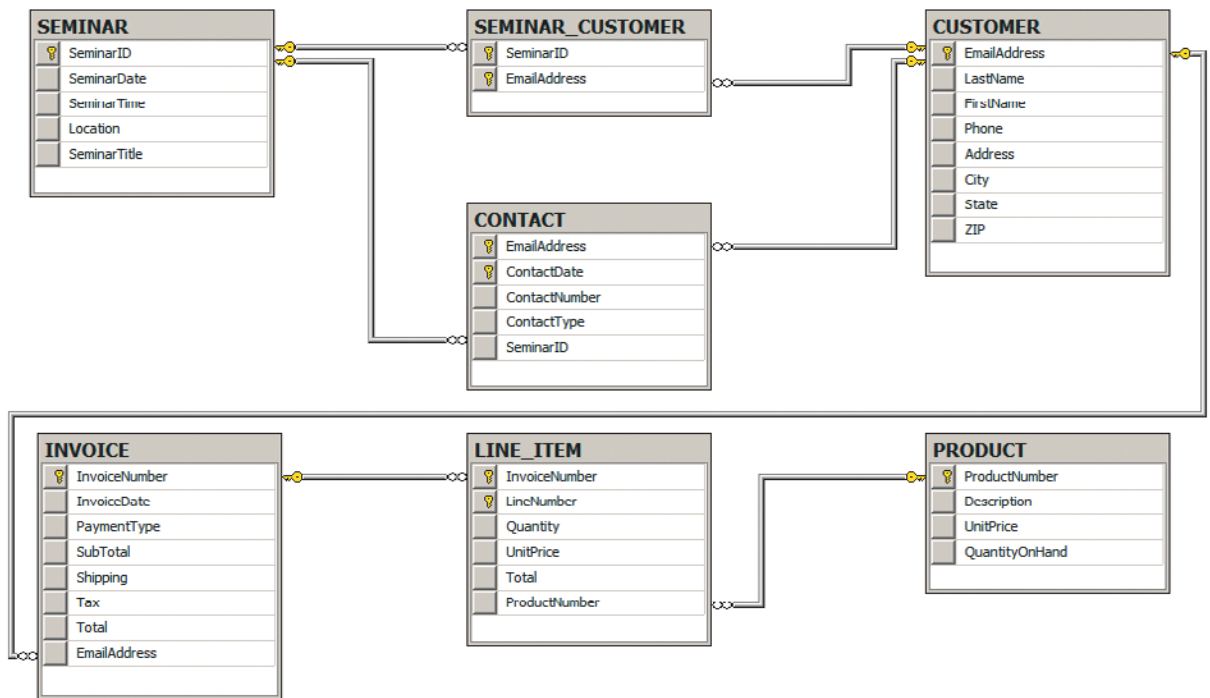 SEMINAR
SeminarID
SeminarDate
SeminarTime
Location
SeminarTitle
SEMINAR_CUSTOMER
SeminarID
EmailAddress
CUSTOMER
EmailAddress
LastName
FirstName
Phone
Address
City
State
ZIP
CONTACT
EmailAddress
ContactDate
ContactNumber
ContactType
SeminarID
INVOICE
InvoiceNumber
InvoiceDate
PaymentType
SubTotal
Shipping
Tax
Total
EmailAddress
LINE_ITEM
InvoiceNumber
LineNumber
Quantity
UnitPrice
Total
ProductNumber
PRODUCT
ProductNumber
Description
UnitPrice
QuantityOnHand